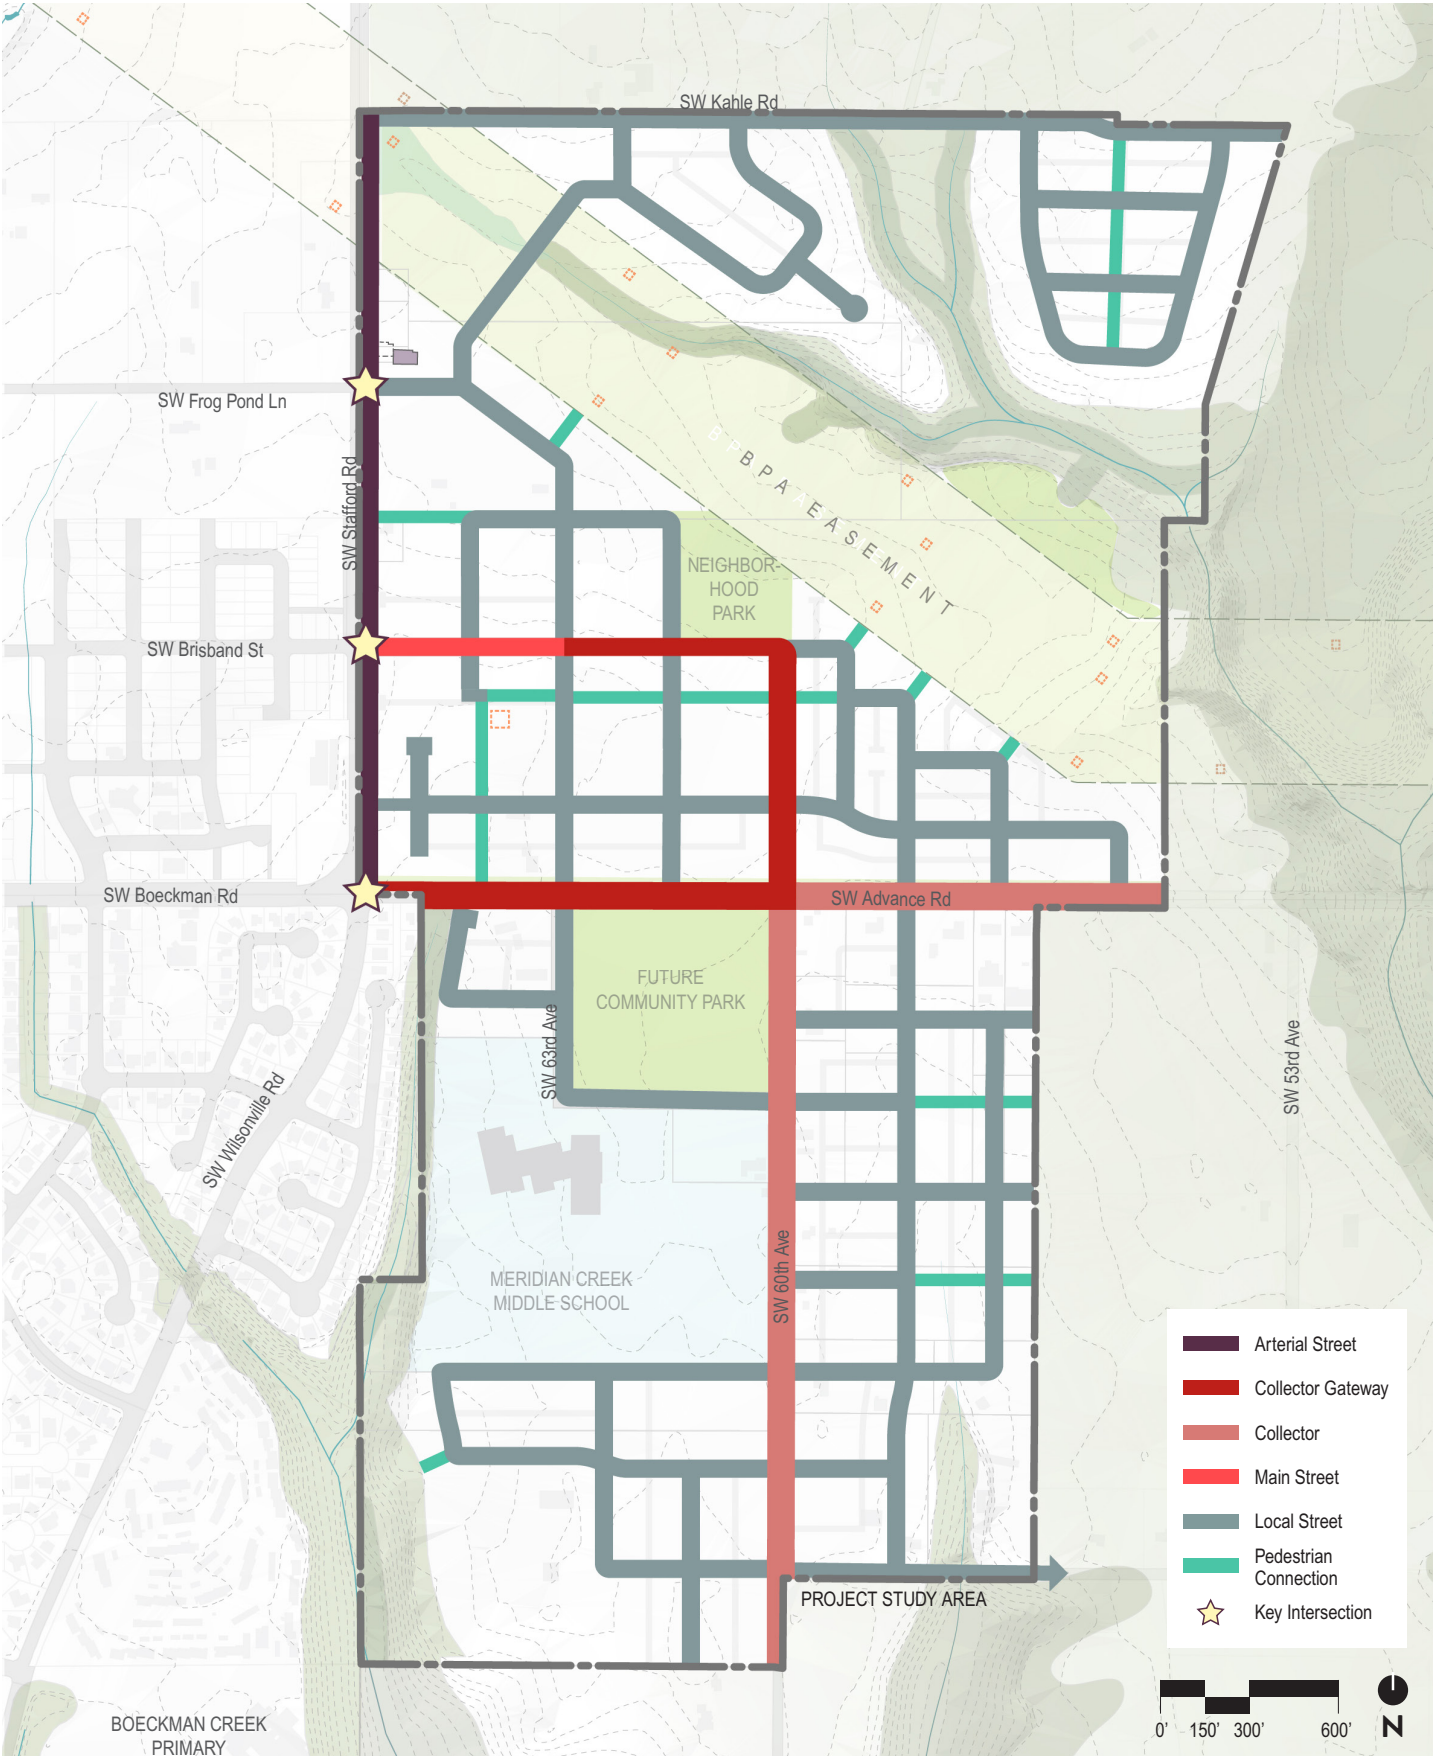 SW Kahle Rd
SW Frog Pond Ln
SW Stafford Rd
BPA EASEMENT
NEIGHBOR-
HOOD
PARK
SW Brisband St
SW Boeckman Rd
SW Advance Rd
FUTURE
COMMUNITY PARK
SW 63rd Ave
SW 53rd Ave
SW Wilsonville Rd
SW 60th Ave
MERIDIAN CREEK
MIDDLE SCHOOL
Arterial Street
Collector Gateway
Collector
Main Street
Local Street
Pedestrian
Connection
Key Intersection
PROJECT STUDY AREA
BOECKMAN CREEK
PRIMARY
0' 150' 300' 600'
N